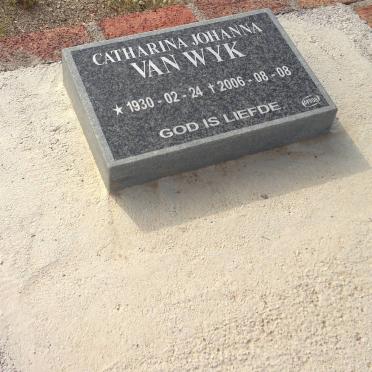 CATHARINA JOHANNA
VAN WYK
★ 1930 - 02 - 24 † 2006 - 08 - 08
GOD IS LIEFDE